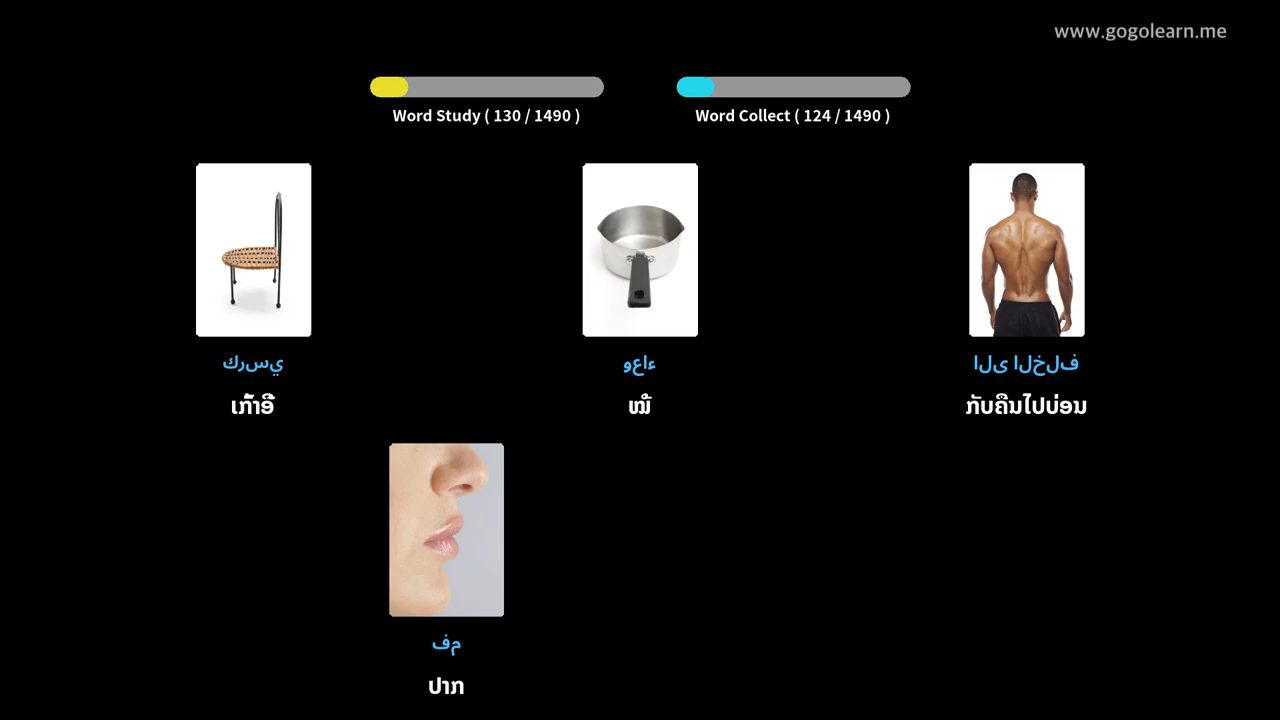 www.gogolearn.me
Word Study ( 130 / 1490 )
Word Collect ( 124 / 1490 )
كرسي
وعاء
الى الخلف
ເກົ້າອີ້
ໝໍ້
ກັບຄືນໄປບ່ອນ
فم
ປາກ